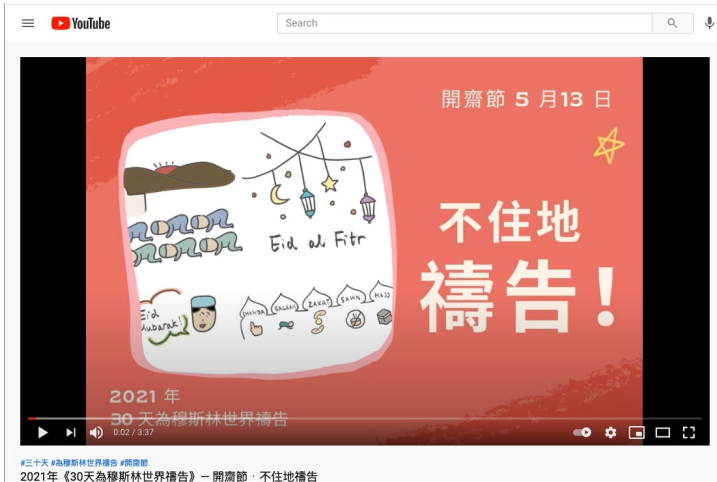 YouTube
Search
開齋節 5 月13 日
Eid al Fitr
不住地
禱告！
Eid
Mubarak!
SHAHADA SALAAH ZAKAT SAWN HAJJ
2021 年
30 天為穆斯林世界禱告
0:02 / 3:37
#三十天 #為穆斯林世界禱告 #開齋節
2021年《30天為穆斯林世界禱告》— 開齋節 · 不住地禱告